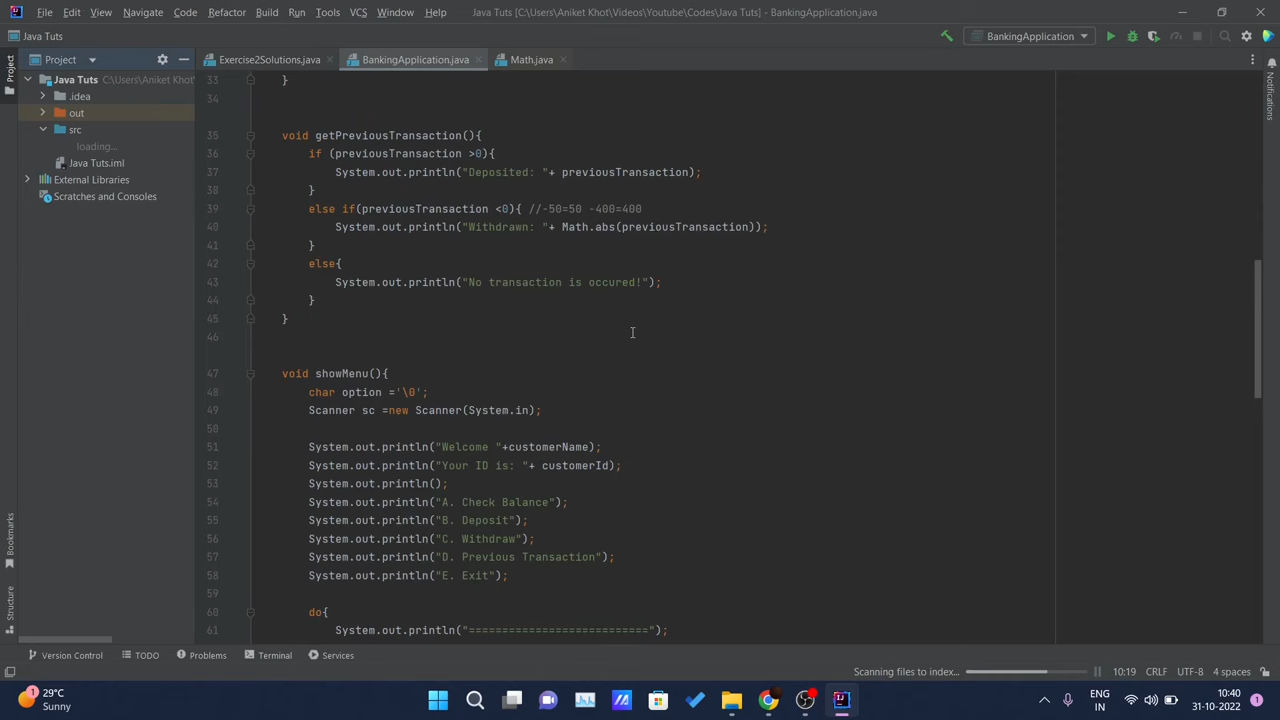 File Edit View Navigate Code Refactor Build Run Tools VCS Window Help Java Tuts [C:\Users\Aniket Khot\Videos\Youtube\Codes\Java Tuts] - BankingApplication.java
Java Tuts BankingApplication
Project Exercise2Solutions.java BankingApplication.java Math.java
Java Tuts C:\Users\Aniket Khot
.idea
out
src
loading...
Java Tuts.iml
External Libraries
Scratches and Consoles
Project
Bookmarks
Structure
Notifications
33 }
34
35 void getPreviousTransaction(){
36 if (previousTransaction >0){
37 System.out.println("Deposited: "+ previousTransaction);
38 }
39 else if(previousTransaction <0){ //-50=50 -400=400
40 System.out.println("Withdrawn: "+ Math.abs(previousTransaction));
41 }
42 else{
43 System.out.println("No transaction is occured!");
44 }
45 }
46
47 void showMenu(){
48 char option ='\0';
49 Scanner sc =new Scanner(System.in);
50
51 System.out.println("Welcome "+customerName);
52 System.out.println("Your ID is: "+ customerId);
53 System.out.println();
54 System.out.println("A. Check Balance");
55 System.out.println("B. Deposit");
56 System.out.println("C. Withdraw");
57 System.out.println("D. Previous Transaction");
58 System.out.println("E. Exit");
59
60 do{
61 System.out.println("===========================");
Version Control TODO Problems Terminal Services
Scanning files to index... 10:19 CRLF UTF-8 4 spaces
29°C
Sunny
1
ENG
IN
10:40
31-10-2022
1